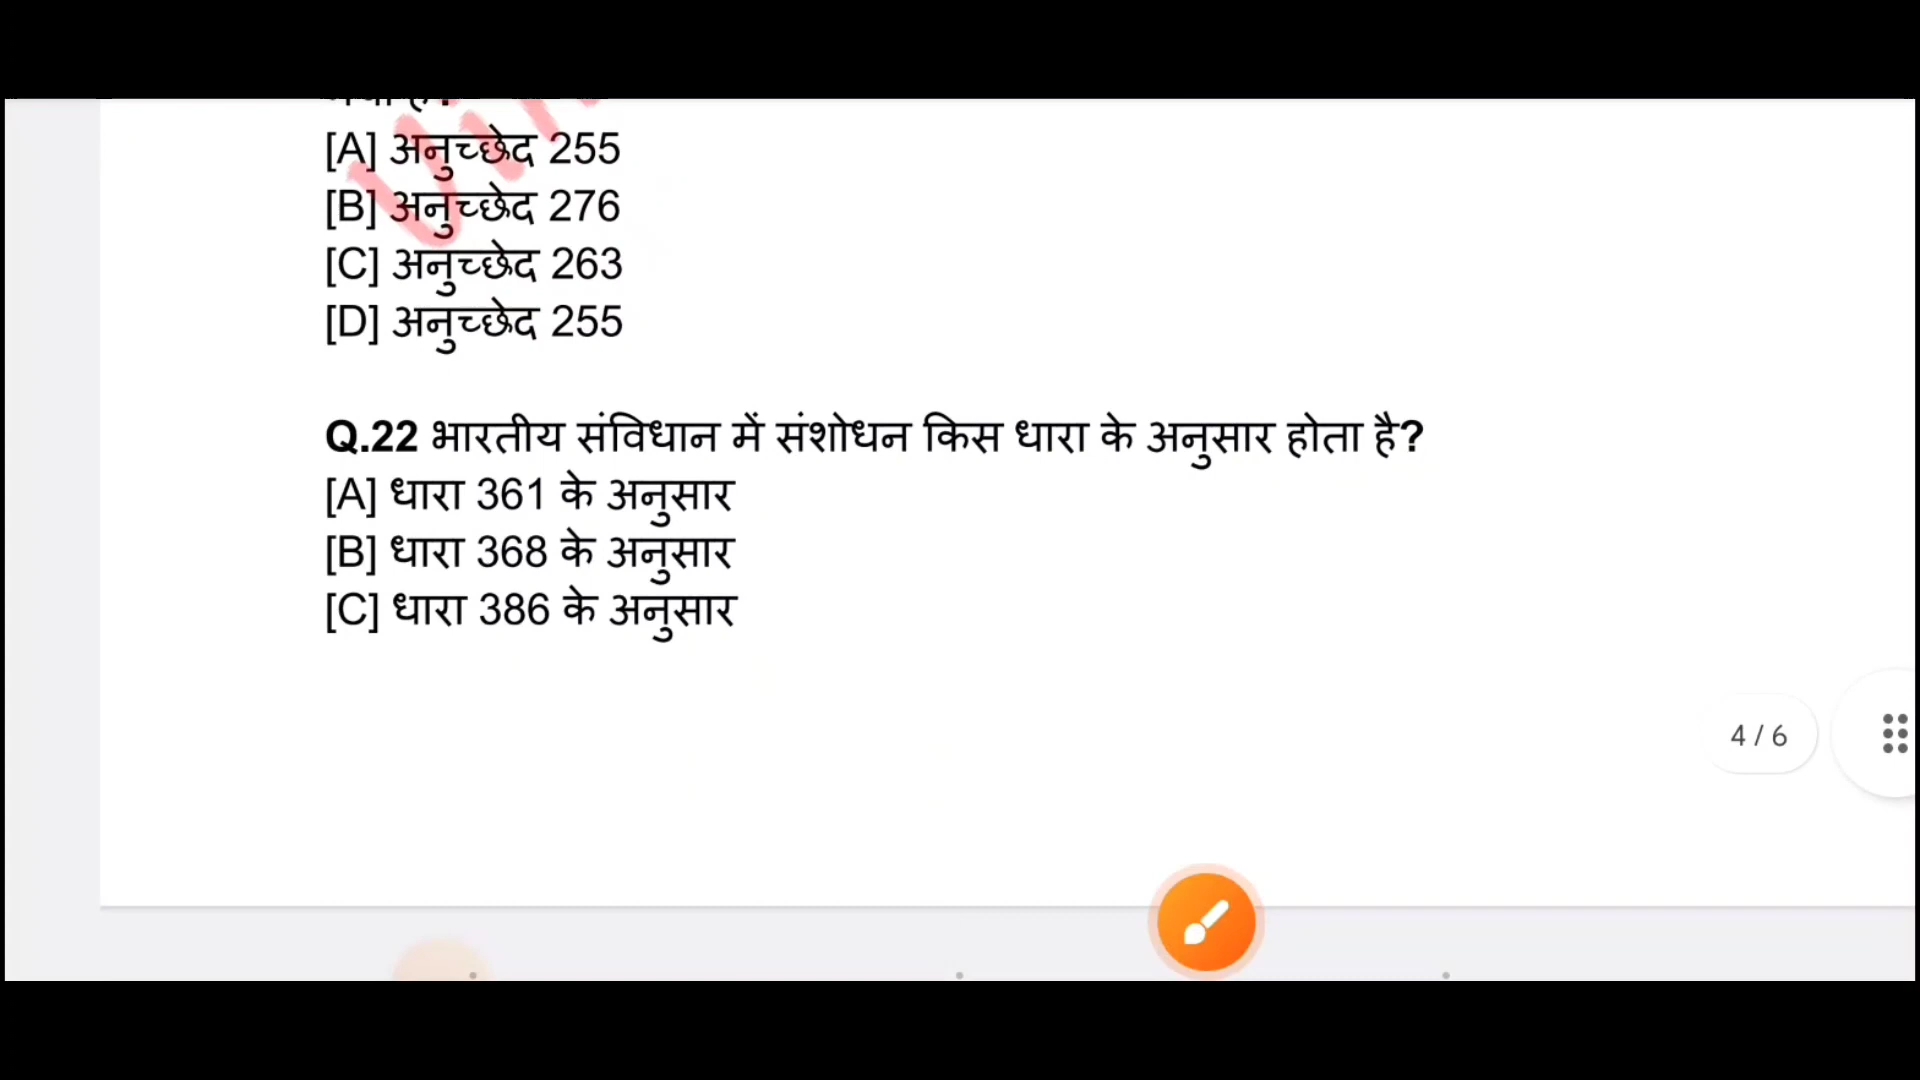 [A] अनुच्छेद 255
[B] अनुच्छेद 276
[C] अनुच्छेद 263
[D] अनुच्छेद 255
Q.22 भारतीय संविधान में संशोधन किस धारा के अनुसार होता है?
[A] धारा 361 के अनुसार
[B] धारा 368 के अनुसार
[C] धारा 386 के अनुसार
4 / 6